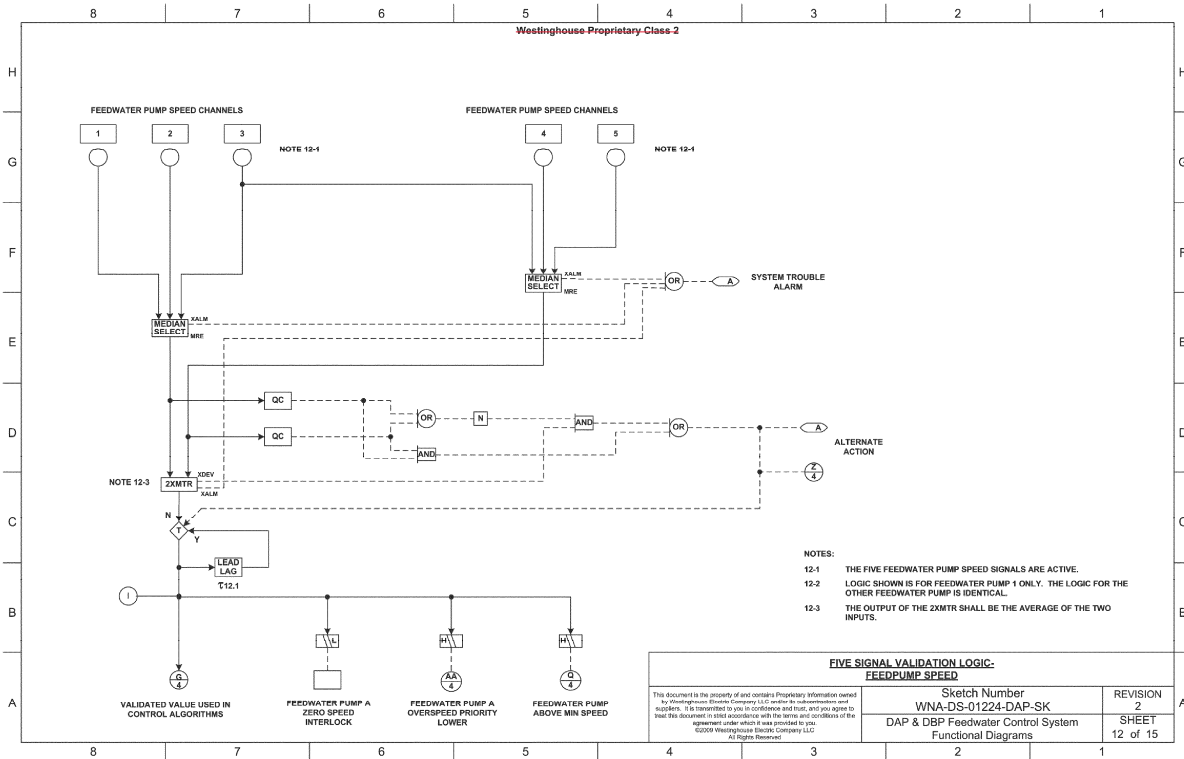 8 7 6 5 4 3 2 1
Westinghouse Proprietary Class 2
H H
FEEDWATER PUMP SPEED CHANNELS
FEEDWATER PUMP SPEED CHANNELS
1 2 3
4 5
NOTE 12-1
NOTE 12-1
G G
F F
MEDIAN
SELECT
XALM
MRE
OR
A
SYSTEM TROUBLE
ALARM
MEDIAN
SELECT
XALM
MRE
E E
QC
OR
N
AND
OR
A
D D
QC
AND
ALTERNATE
ACTION
Z
4
NOTE 12-3
2XMTR
XDEV
XALM
N
T
Y
C C
LEAD
LAG
τ12.1
NOTES:
12-1 THE FIVE FEEDWATER PUMP SPEED SIGNALS ARE ACTIVE.
12-2 LOGIC SHOWN IS FOR FEEDWATER PUMP 1 ONLY. THE LOGIC FOR THE
OTHER FEEDWATER PUMP IS IDENTICAL.
12-3 THE OUTPUT OF THE 2XMTR SHALL BE THE AVERAGE OF THE TWO
INPUTS.
I
B B
L
H
H
G
4
AA
4
Q
4
VALIDATED VALUE USED IN
CONTROL ALGORITHMS
FEEDWATER PUMP A
ZERO SPEED
INTERLOCK
FEEDWATER PUMP A
OVERSPEED PRIORITY
LOWER
FEEDWATER PUMP
ABOVE MIN SPEED
A A
FIVE SIGNAL VALIDATION LOGIC-
FEEDPUMP SPEED
This document is the property of and contains Proprietary Information owned
by Westinghouse Electric Company LLC and/or its subcontractors and
suppliers. It is transmitted to you in confidence and trust, and you agree to
treat this document in strict accordance with the terms and conditions of the
agreement under which it was provided to you.
©2009 Westinghouse Electric Company LLC
All Rights Reserved
Sketch Number
WNA-DS-01224-DAP-SK
DAP & DBP Feedwater Control System
Functional Diagrams
REVISION
2
SHEET
12 of 15
8 7 6 5 4 3 2 1